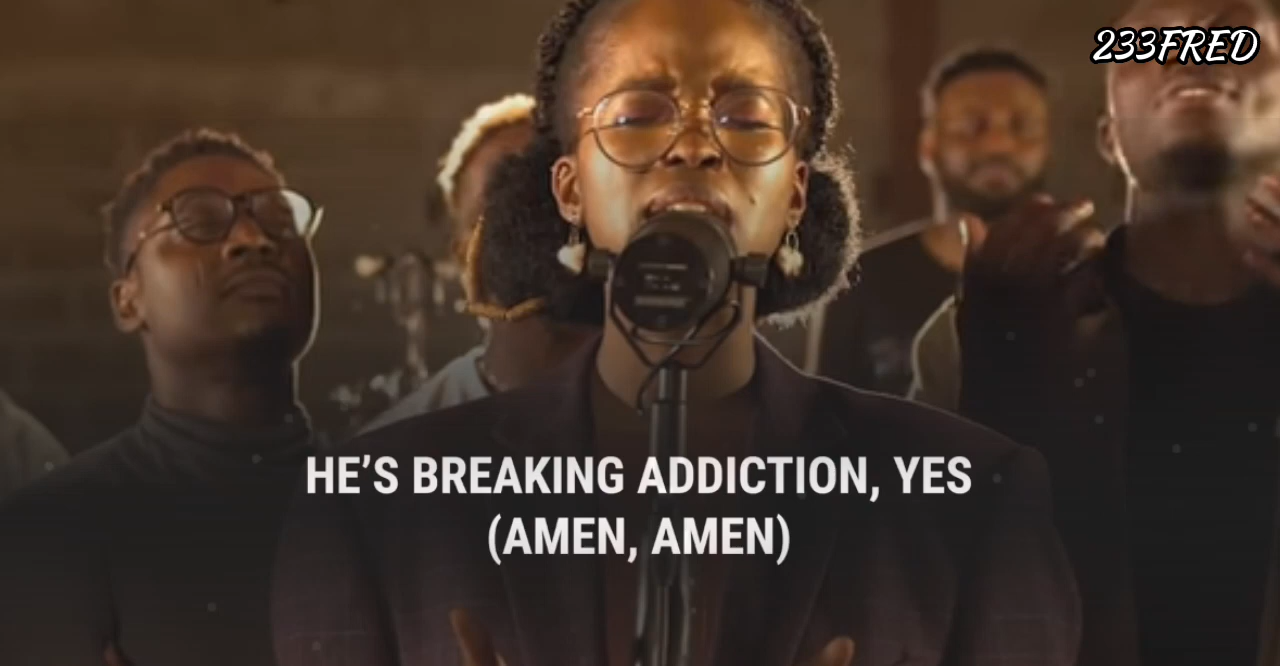 233FRED
HE'S BREAKING ADDICTION, YES
(AMEN, AMEN)